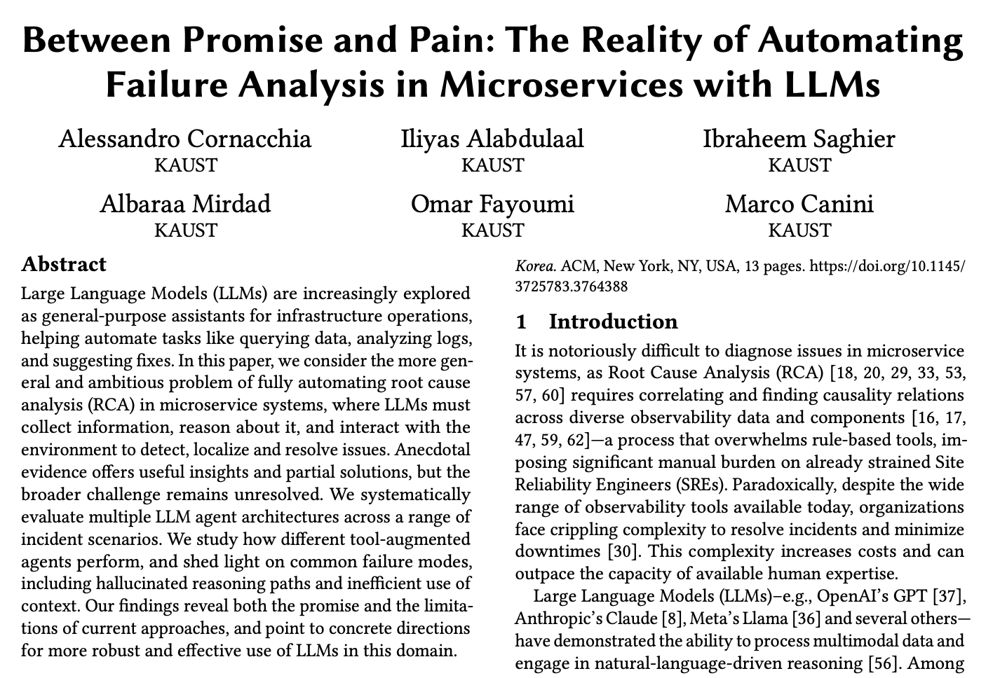 Between Promise and Pain: The Reality of Automating
Failure Analysis in Microservices with LLMs
Alessandro Cornacchia
KAUST
Iliyas Alabdulaal
KAUST
Ibraheem Saghier
KAUST
Albaraa Mirdad
KAUST
Omar Fayoumi
KAUST
Marco Canini
KAUST
Abstract
Large Language Models (LLMs) are increasingly explored
as general-purpose assistants for infrastructure operations,
helping automate tasks like querying data, analyzing logs,
and suggesting fixes. In this paper, we consider the more gen-
eral and ambitious problem of fully automating root cause
analysis (RCA) in microservice systems, where LLMs must
collect information, reason about it, and interact with the
environment to detect, localize and resolve issues. Anecdotal
evidence offers useful insights and partial solutions, but the
broader challenge remains unresolved. We systematically
evaluate multiple LLM agent architectures across a range of
incident scenarios. We study how different tool-augmented
agents perform, and shed light on common failure modes,
including hallucinated reasoning paths and inefficient use of
context. Our findings reveal both the promise and the limita-
tions of current approaches, and point to concrete directions
for more robust and effective use of LLMs in this domain.
Korea. ACM, New York, NY, USA, 13 pages. https://doi.org/10.1145/
3725783.3764388
1 Introduction
It is notoriously difficult to diagnose issues in microservice
systems, as Root Cause Analysis (RCA) [18, 20, 29, 33, 53,
57, 60] requires correlating and finding causality relations
across diverse observability data and components [16, 17,
47, 59, 62]—a process that overwhelms rule-based tools, im-
posing significant manual burden on already strained Site
Reliability Engineers (SREs). Paradoxically, despite the wide
range of observability tools available today, organizations
face crippling complexity to resolve incidents and minimize
downtimes [30]. This complexity increases costs and can
outpace the capacity of available human expertise.
Large Language Models (LLMs)–e.g., OpenAI's GPT [37],
Anthropic's Claude [8], Meta's Llama [36] and several others—
have demonstrated the ability to process multimodal data and
engage in natural-language-driven reasoning [56]. Among